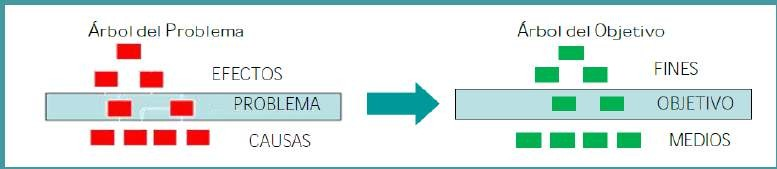 Árbol del Problema
EFECTOS
PROBLEMA
CAUSAS
Árbol del Objetivo
FINES
OBJETIVO
MEDIOS